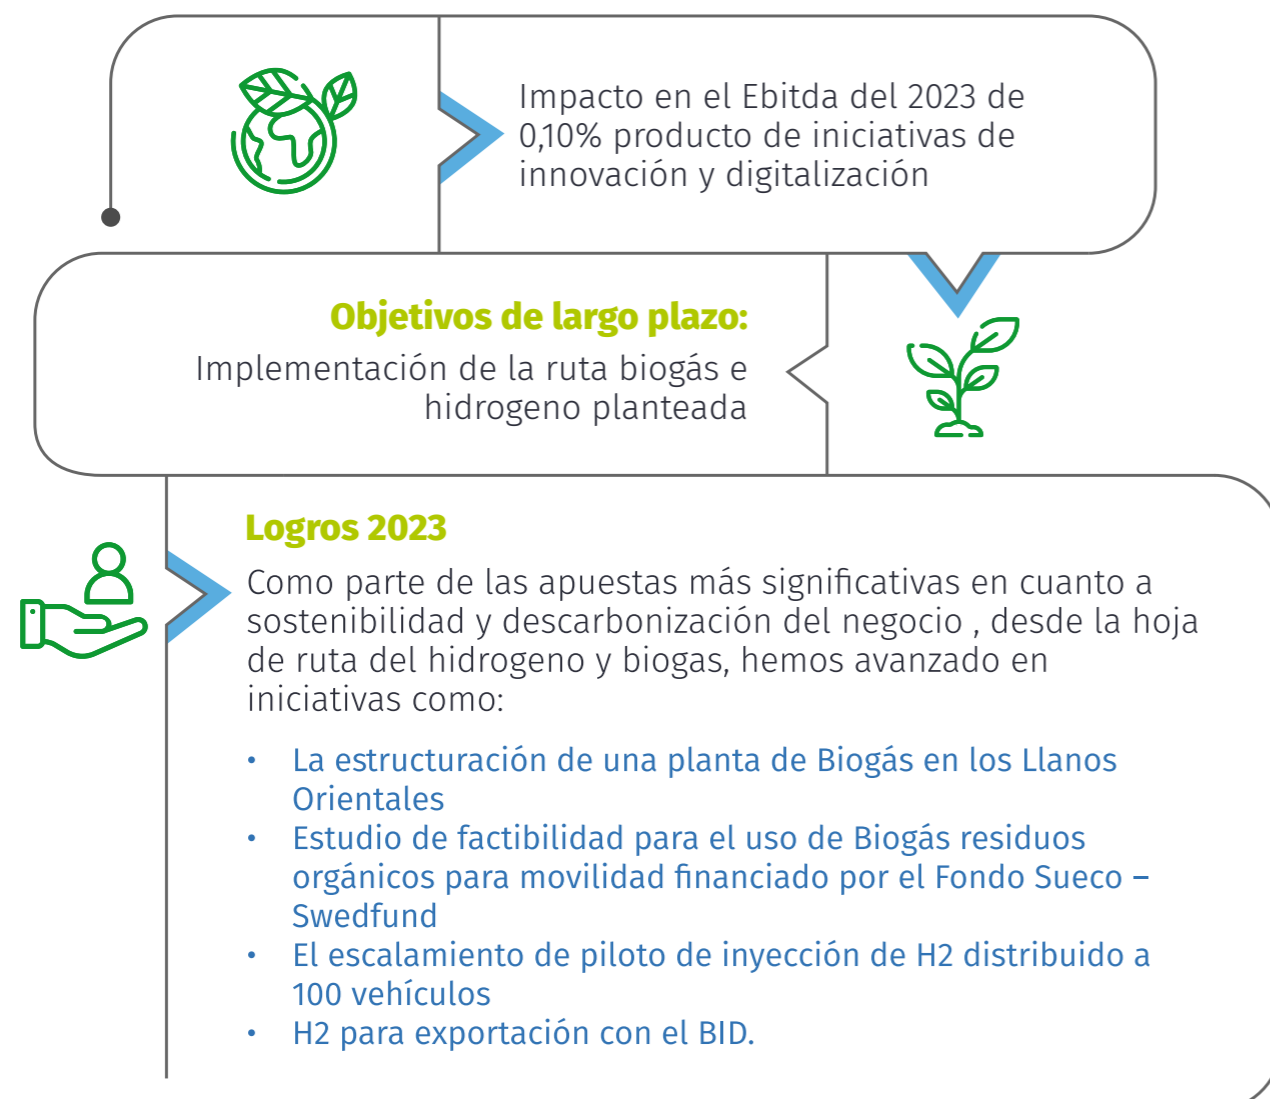 Impacto en el Ebitda del 2023 de
0,10% producto de iniciativas de
innovación y digitalización
Objetivos de largo plazo:
Implementación de la ruta biogás e
hidrogeno planteada
Logros 2023
Como parte de las apuestas más significativas en cuanto a
sostenibilidad y descarbonización del negocio , desde la hoja
de ruta del hidrogeno y biogas, hemos avanzado en
iniciativas como:
• La estructuración de una planta de Biogás en los Llanos
Orientales
• Estudio de factibilidad para el uso de Biogás residuos
orgánicos para movilidad financiado por el Fondo Sueco –
Swedfund
• El escalamiento de piloto de inyección de H2 distribuido a
100 vehículos
• H2 para exportación con el BID.